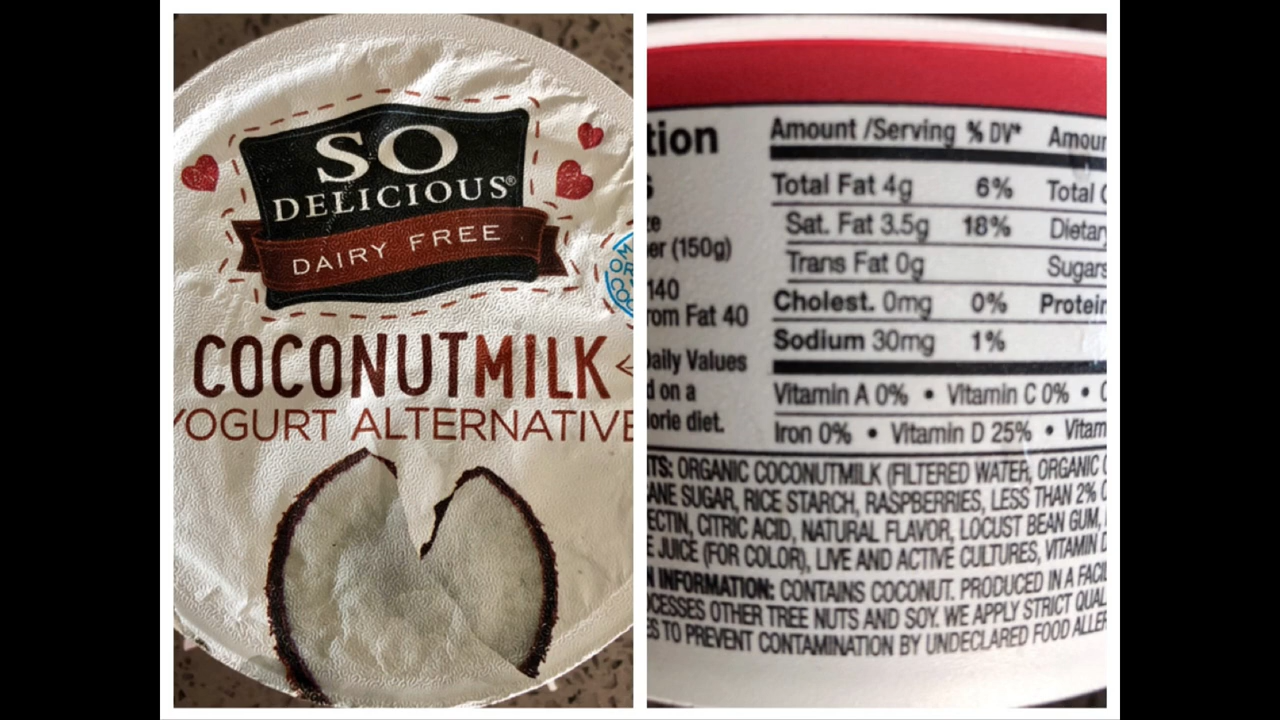 SO
DELICIOUS®
DAIRY FREE
COCONUTMILK
YOGURT ALTERNATIVE
tion
(150g)
140
rom Fat 40
Daily Values
d on a
orie diet.
Amount /Serving % DV*
Total Fat 4g 6%
Sat. Fat 3.5g 18%
Trans Fat 0g
Cholest. 0mg 0%
Sodium 30mg 1%
Vitamin A 0% • Vitamin C 0% •
Iron 0% • Vitamin D 25% • Vitam
Amoun
Total
Dietary
Sugars
Protein
TS: ORGANIC COCONUTMILK (FILTERED WATER, ORGANIC
ANE SUGAR, RICE STARCH, RASPBERRIES, LESS THAN 2%
ECTIN, CITRIC ACID, NATURAL FLAVOR, LOCUST BEAN GUM,
E JUICE (FOR COLOR), LIVE AND ACTIVE CULTURES, VITAMIN D
N INFORMATION: CONTAINS COCONUT. PRODUCED IN A FACIL
OCESSES OTHER TREE NUTS AND SOY. WE APPLY STRICT QUAL
ES TO PREVENT CONTAMINATION BY UNDECLARED FOOD ALLER